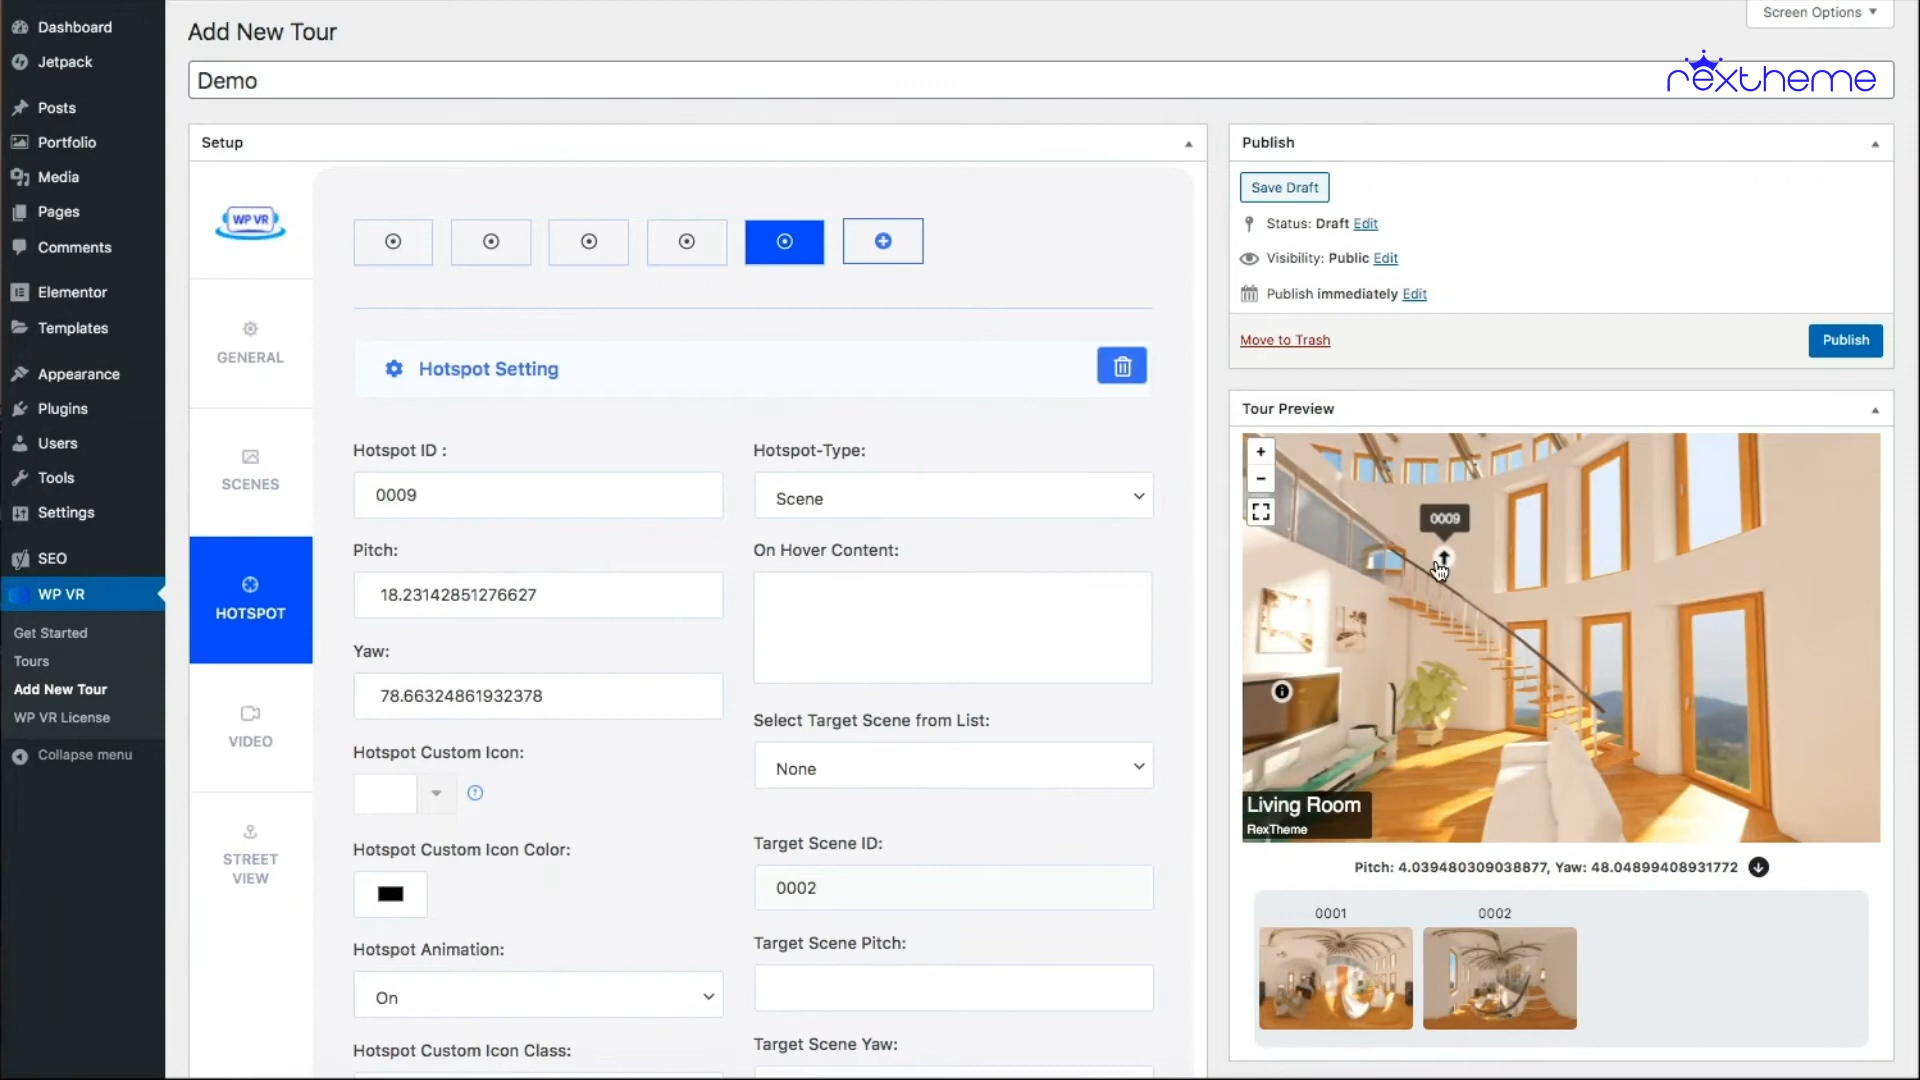 Dashboard
Jetpack
Posts
Portfolio
Media
Pages
Comments
Elementor
Templates
Appearance
Plugins
Users
Tools
Settings
SEO
WP VR
Get Started
Tours
Add New Tour
WP VR License
Collapse menu
Add New Tour
Screen Options
Demo
rextheme
Setup
WP VR
GENERAL
SCENES
HOTSPOT
VIDEO
STREET
VIEW
Hotspot Setting
Hotspot ID :
0009
Pitch:
18.23142851276627
Yaw:
78.66324861932378
Hotspot Custom Icon:
Hotspot Custom Icon Color:
Hotspot Animation:
On
Hotspot Custom Icon Class:
Hotspot-Type:
Scene
On Hover Content:
Select Target Scene from List:
None
Target Scene ID:
0002
Target Scene Pitch:
Target Scene Yaw:
Publish
Save Draft
Status: Draft Edit
Visibility: Public Edit
Publish immediately Edit
Move to Trash
Publish
Tour Preview
+
−
0009
Living Room
RexTheme
Pitch: 4.039480309038877, Yaw: 48.04899408931772
0001
0002